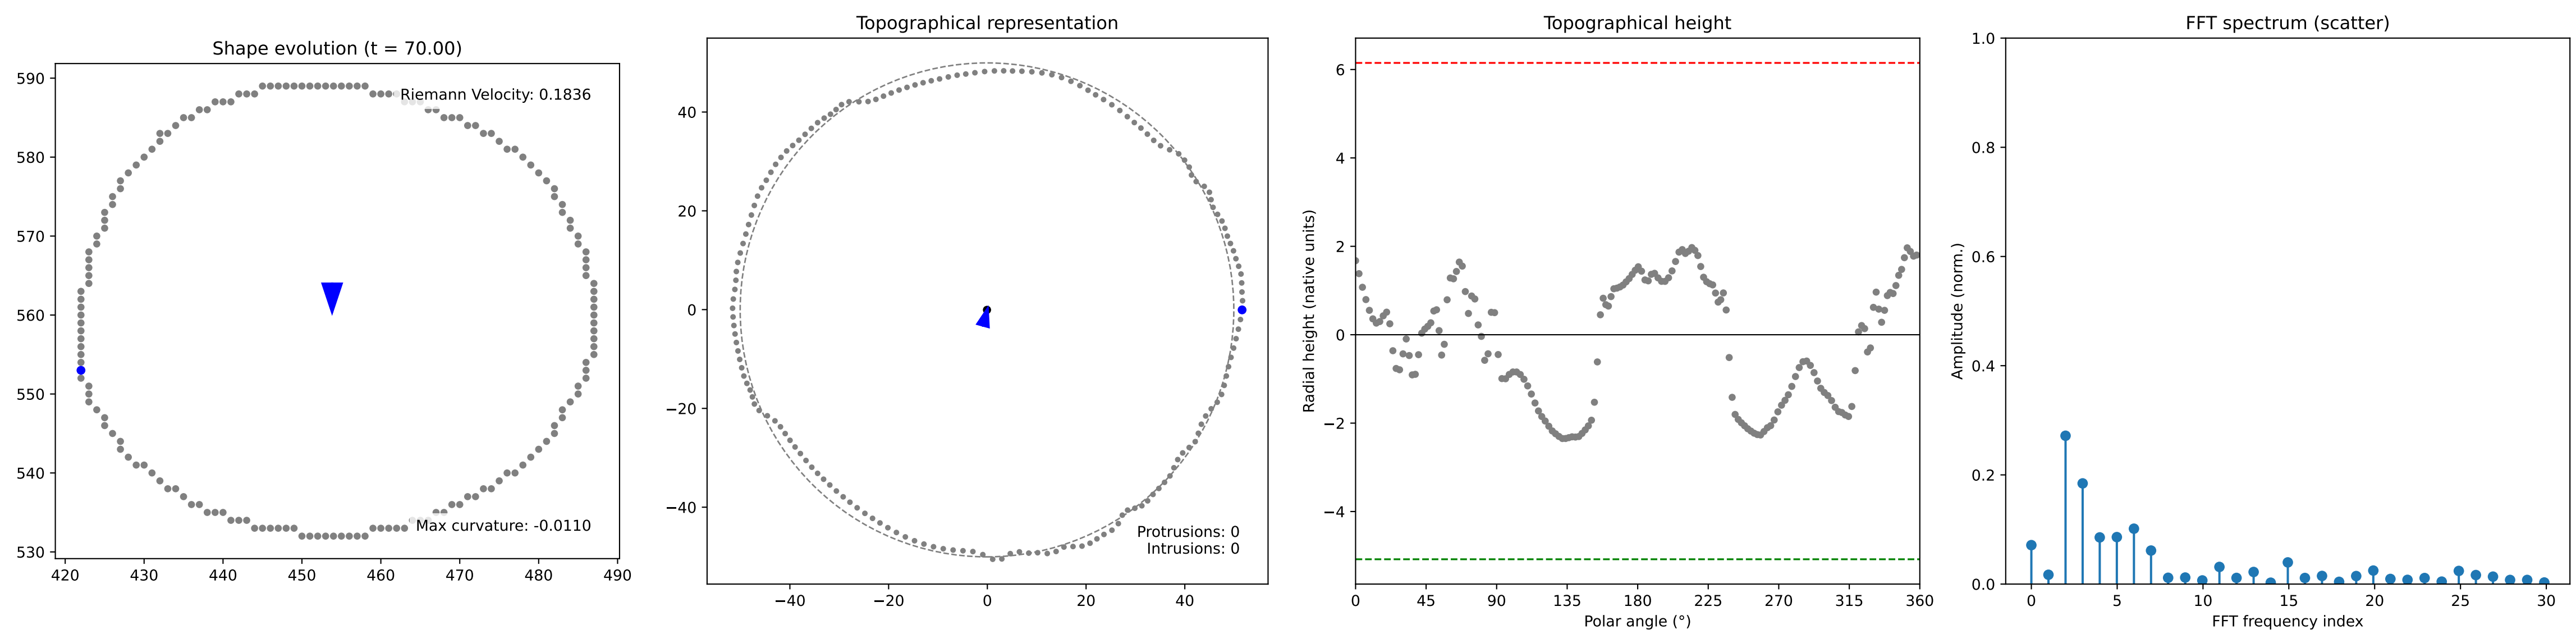 Shape evolution (t = 70.00)
590
580
570
560
550
540
530
420 430 440 450 460 470 480 490
Riemann Velocity: 0.1836
Max curvature: -0.0110
Topographical representation
40
20
0
−20
−40
−40 −20 0 20 40
Protrusions: 0
Intrusions: 0
Topographical height
Radial height (native units)
6
4
2
0
−2
−4
0 45 90 135 180 225 270 315 360
Polar angle (°)
FFT spectrum (scatter)
Amplitude (norm.)
1.0
0.8
0.6
0.4
0.2
0.0
0 5 10 15 20 25 30
FFT frequency index